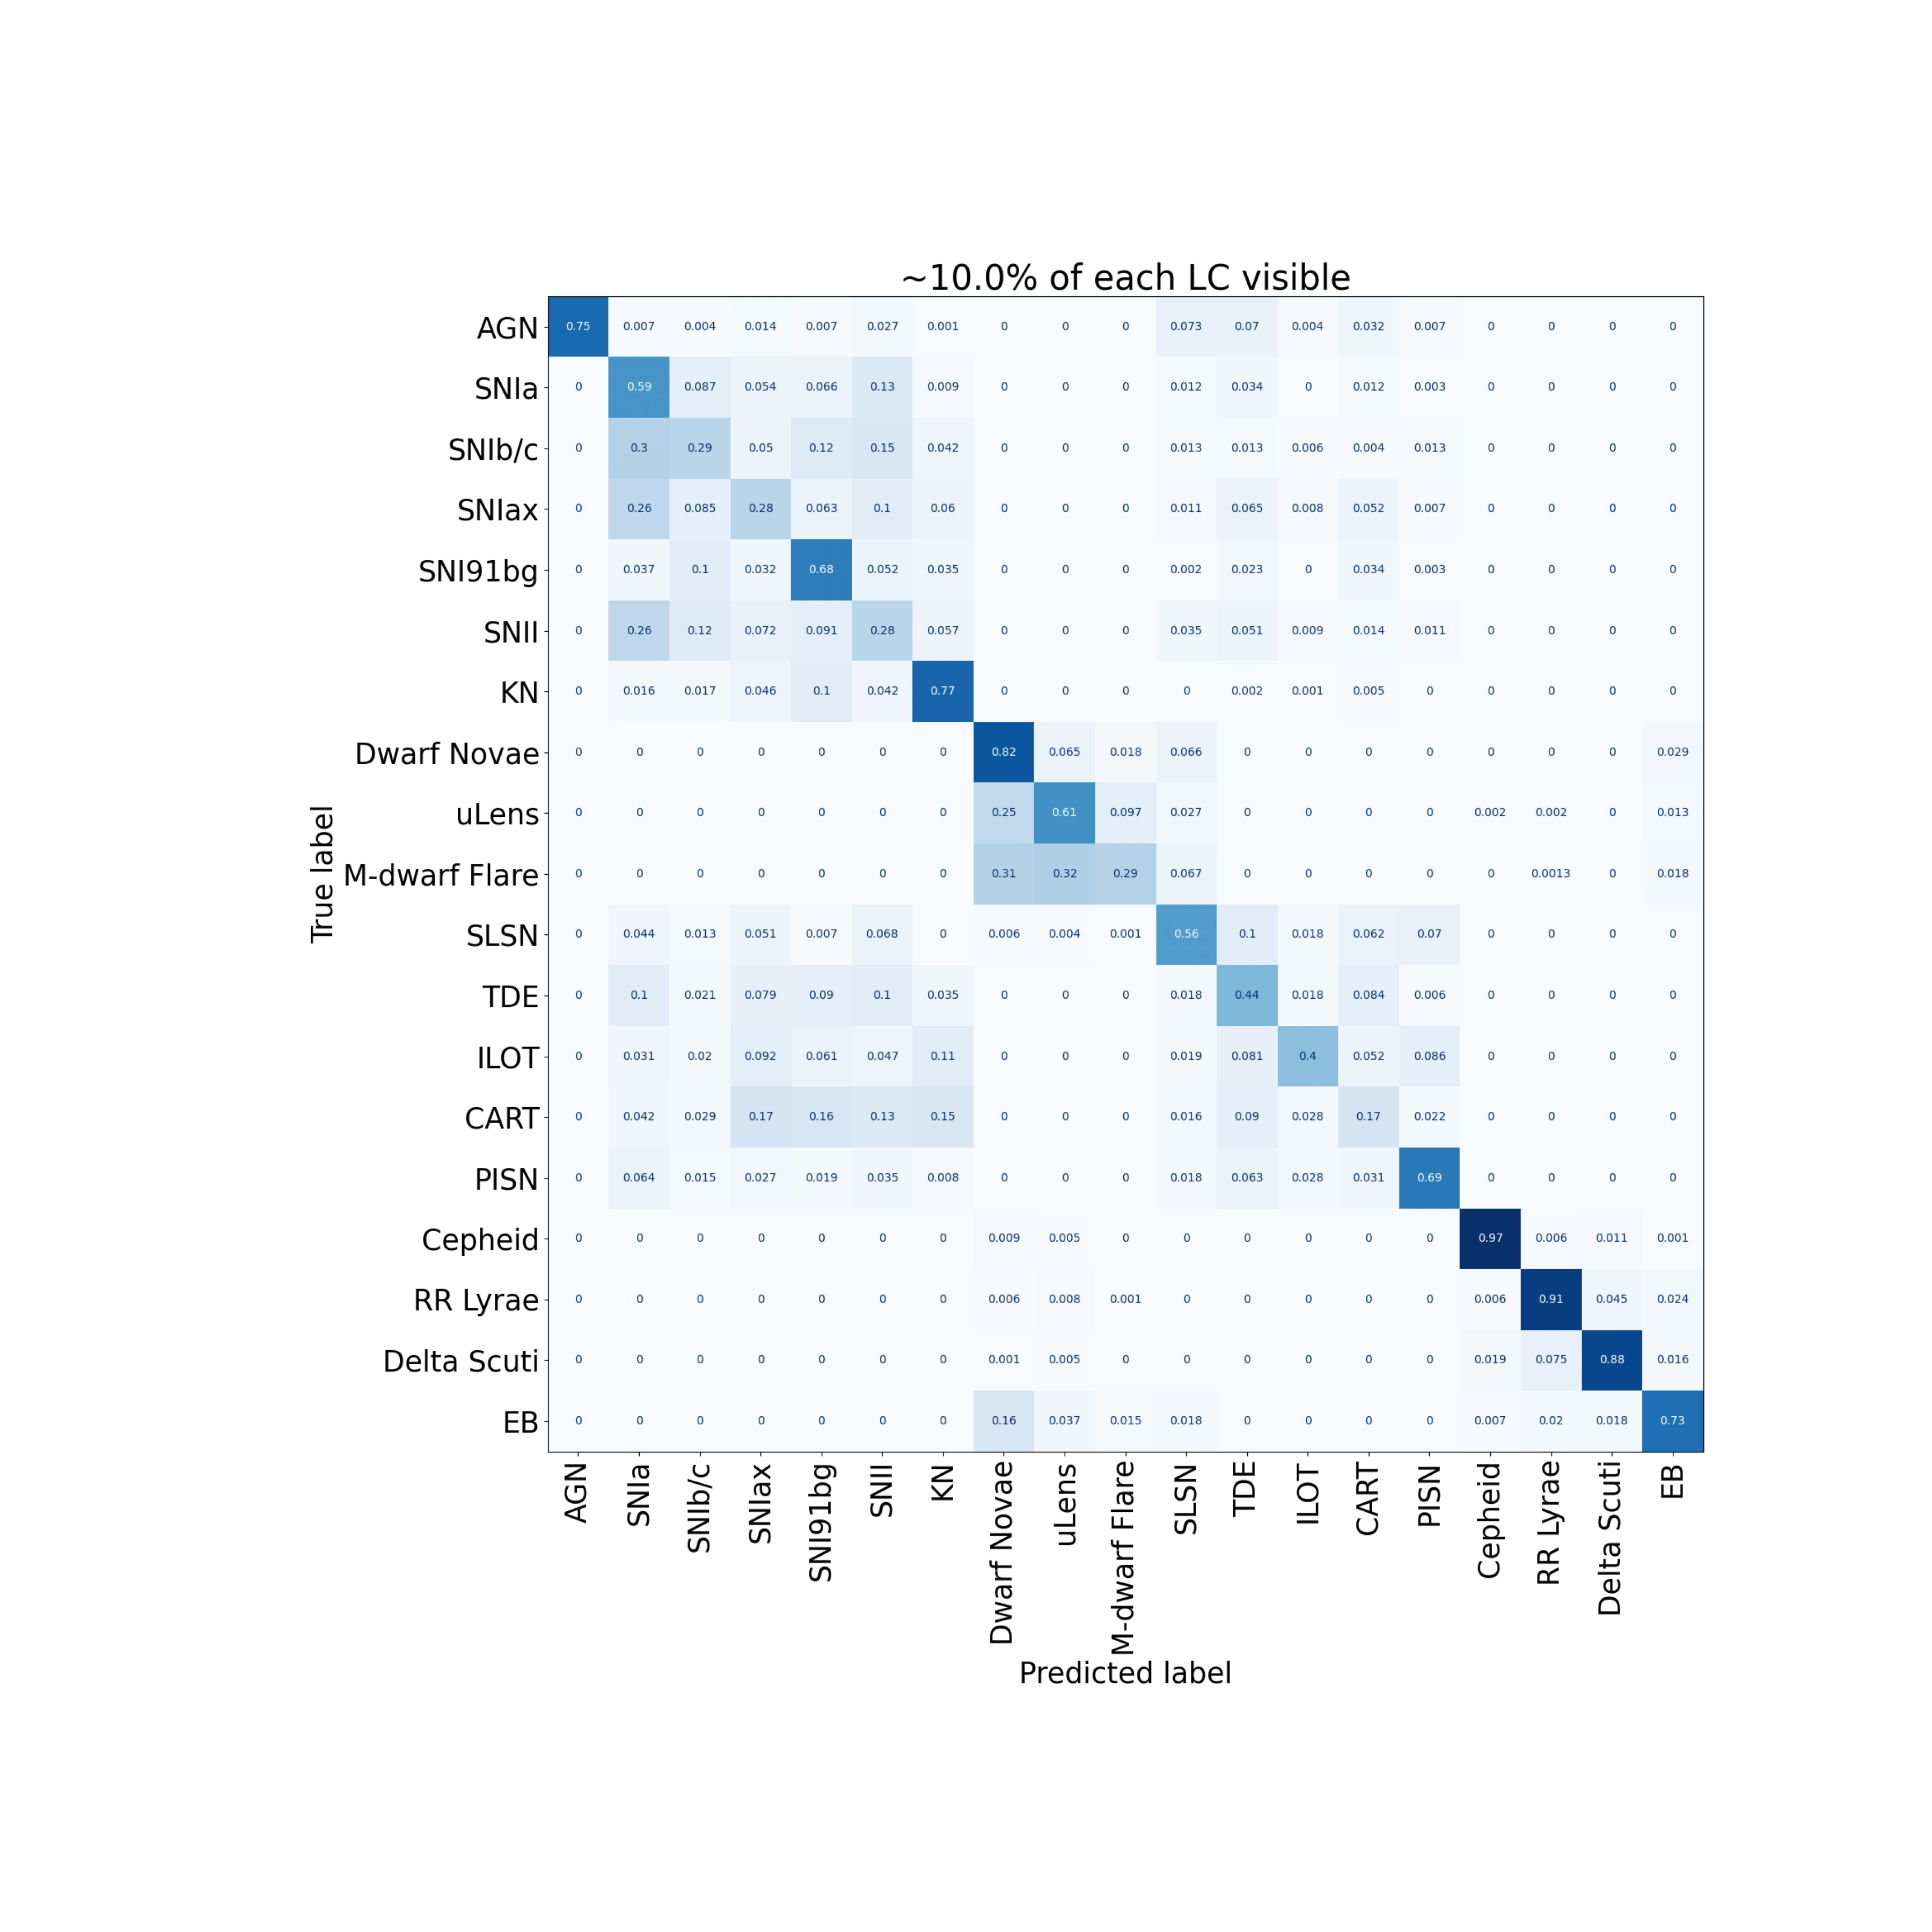 ~10.0% of each LC visible
AGN 0.75 0.007 0.004 0.014 0.007 0.027 0.001 0 0 0 0.073 0.07 0.004 0.032 0.007 0 0 0 0
SNIa 0 0.59 0.087 0.054 0.066 0.13 0.009 0 0 0 0.012 0.034 0 0.012 0.003 0 0 0 0
SNIb/c 0 0.3 0.29 0.05 0.12 0.15 0.042 0 0 0 0.013 0.013 0.006 0.004 0.013 0 0 0 0
SNIax 0 0.26 0.085 0.28 0.063 0.1 0.06 0 0 0 0.011 0.065 0.008 0.052 0.007 0 0 0 0
SNI91bg 0 0.037 0.1 0.032 0.68 0.052 0.035 0 0 0 0.002 0.023 0 0.034 0.003 0 0 0 0
SNII 0 0.26 0.12 0.072 0.091 0.28 0.057 0 0 0 0.035 0.051 0.009 0.014 0.011 0 0 0 0
KN 0 0.016 0.017 0.046 0.1 0.042 0.77 0 0 0 0 0.002 0.001 0.005 0 0 0 0 0
Dwarf Novae 0 0 0 0 0 0 0 0.82 0.065 0.018 0.066 0 0 0 0 0 0 0 0.029
uLens 0 0 0 0 0 0 0 0.25 0.61 0.097 0.027 0 0 0 0 0.002 0.002 0 0.013
M-dwarf Flare 0 0 0 0 0 0 0 0.31 0.32 0.29 0.067 0 0 0 0 0 0.0013 0 0.018
SLSN 0 0.044 0.013 0.051 0.007 0.068 0 0.006 0.004 0.001 0.56 0.1 0.018 0.062 0.07 0 0 0 0
TDE 0 0.1 0.021 0.079 0.09 0.1 0.035 0 0 0 0.018 0.44 0.018 0.084 0.006 0 0 0 0
ILOT 0 0.031 0.02 0.092 0.061 0.047 0.11 0 0 0 0.019 0.081 0.4 0.052 0.086 0 0 0 0
CART 0 0.042 0.029 0.17 0.16 0.13 0.15 0 0 0 0.016 0.09 0.028 0.17 0.022 0 0 0 0
PISN 0 0.064 0.015 0.027 0.019 0.035 0.008 0 0 0 0.018 0.063 0.028 0.031 0.69 0 0 0 0
Cepheid 0 0 0 0 0 0 0 0.009 0.005 0 0 0 0 0 0 0.97 0.006 0.011 0.001
RR Lyrae 0 0 0 0 0 0 0 0.006 0.008 0.001 0 0 0 0 0 0.006 0.91 0.045 0.024
Delta Scuti 0 0 0 0 0 0 0 0.001 0.005 0 0 0 0 0 0 0.019 0.075 0.88 0.016
EB 0 0 0 0 0 0 0 0.16 0.037 0.015 0.018 0 0 0 0 0.007 0.02 0.018 0.73
True label
AGN SNIa SNIb/c SNIax SNI91bg SNII KN Dwarf Novae uLens M-dwarf Flare SLSN TDE ILOT CART PISN Cepheid RR Lyrae Delta Scuti EB
Predicted label